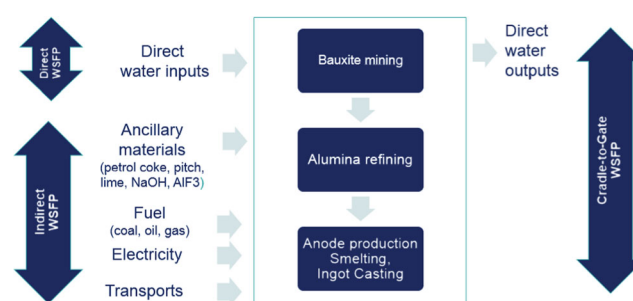 Direct
WSFP
Direct
water inputs
Bauxite mining
Direct
water
outputs
Indirect
WSFP
Ancillary
materials
(petrol coke, pitch,
lime, NaOH, AlF3)
Alumina refining
Cradle-to-Gate
WSFP
Fuel
(coal, oil, gas)
Electricity
Transports
Anode production
Smelting,
Ingot Casting